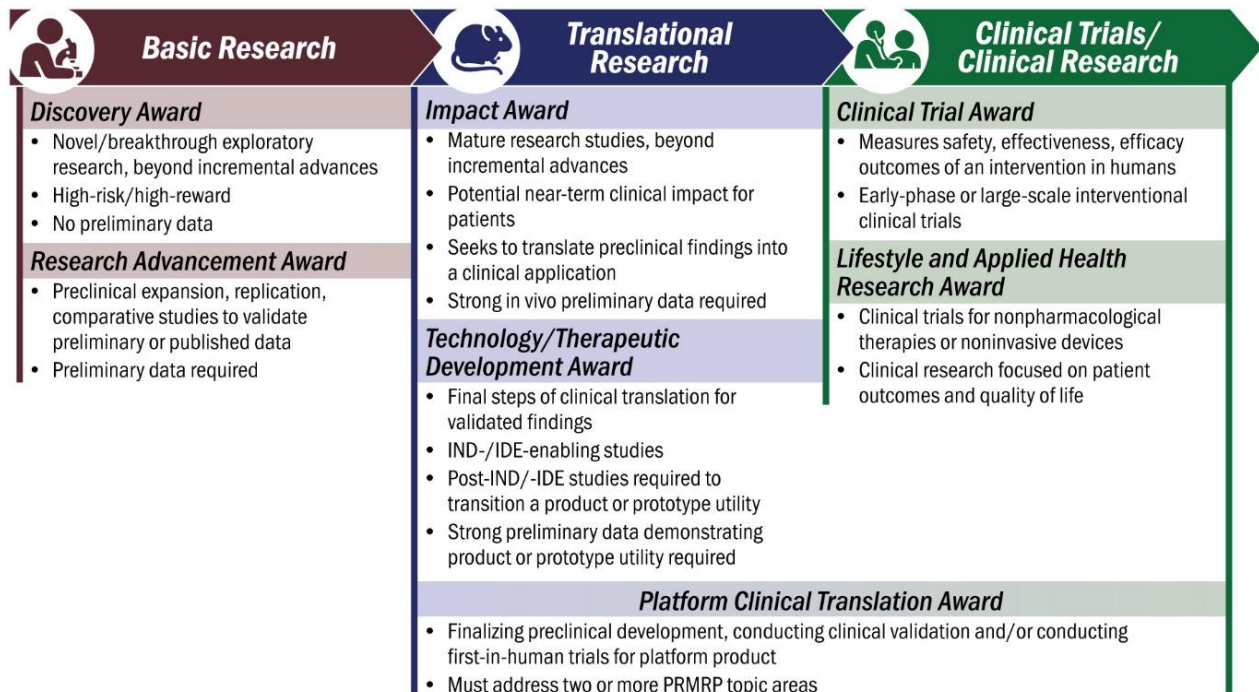 Basic Research
Translational
Research
Clinical Trials/
Clinical Research
Discovery Award
• Novel/breakthrough exploratory
research, beyond incremental advances
• High-risk/high-reward
• No preliminary data
Research Advancement Award
• Preclinical expansion, replication,
comparative studies to validate
preliminary or published data
• Preliminary data required
Impact Award
• Mature research studies, beyond
incremental advances
• Potential near-term clinical impact for
patients
• Seeks to translate preclinical findings into
a clinical application
• Strong in vivo preliminary data required
Technology/Therapeutic
Development Award
• Final steps of clinical translation for
validated findings
• IND-/IDE-enabling studies
• Post-IND/-IDE studies required to
transition a product or prototype utility
• Strong preliminary data demonstrating
product or prototype utility required
Clinical Trial Award
• Measures safety, effectiveness, efficacy
outcomes of an intervention in humans
• Early-phase or large-scale interventional
clinical trials
Lifestyle and Applied Health
Research Award
• Clinical trials for nonpharmacological
therapies or noninvasive devices
• Clinical research focused on patient
outcomes and quality of life
Platform Clinical Translation Award
• Finalizing preclinical development, conducting clinical validation and/or conducting
first-in-human trials for platform product
• Must address two or more PRMRP topic areas